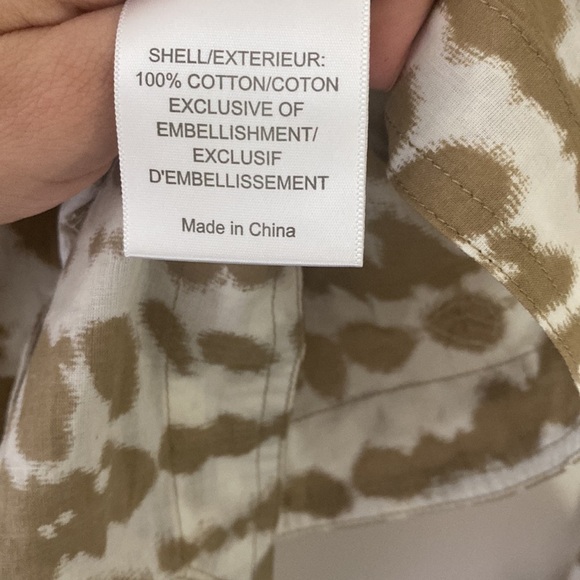 SHELL/EXTERIEUR:
100% COTTON/COTON
EXCLUSIVE OF
EMBELLISHMENT/
EXCLUSIF
D'EMBELLISSEMENT
Made in China